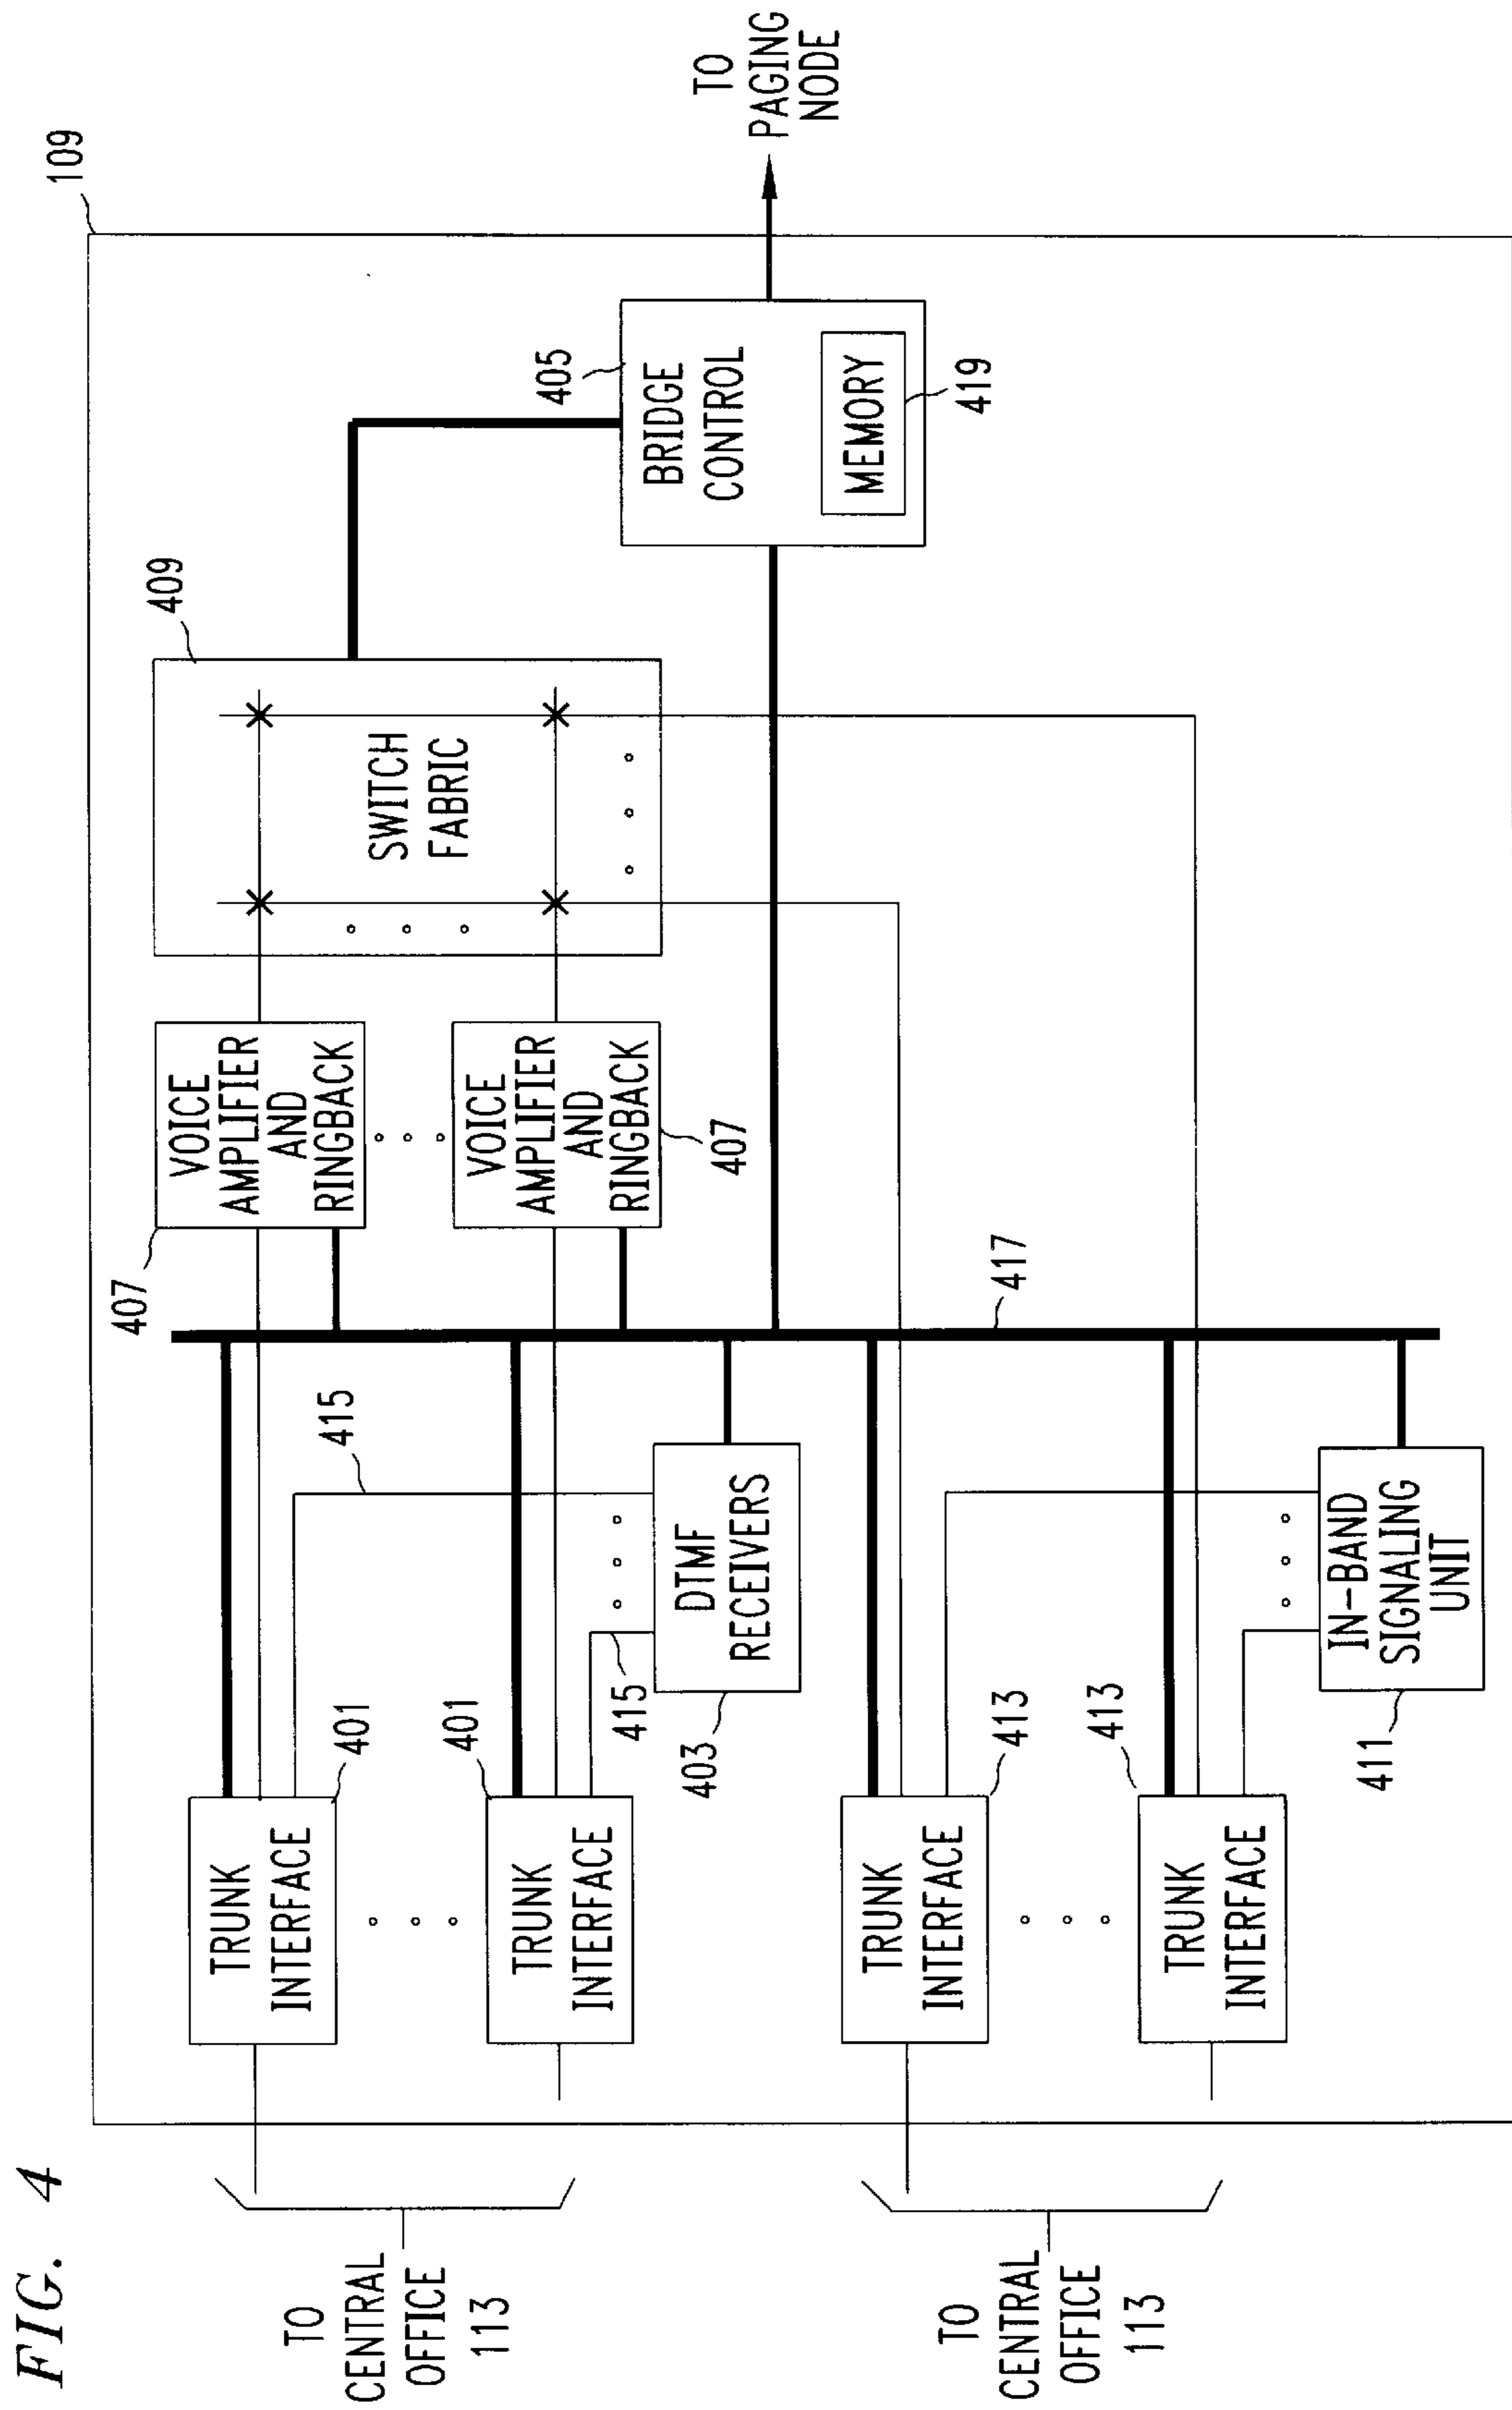 FIG. 4
109
TO
CENTRAL
OFFICE
113
TRUNK
INTERFACE
401
TRUNK
INTERFACE
401
415
415
DTMF
RECEIVERS
403
407
VOICE
AMPLIFIER
AND
RINGBACK
VOICE
AMPLIFIER
AND
RINGBACK
407
409
SWITCH
FABRIC
405
BRIDGE
CONTROL
MEMORY
419
TO
PAGING
NODE
417
TO
CENTRAL
OFFICE
113
TRUNK
INTERFACE
413
TRUNK
INTERFACE
413
IN-BAND
SIGNALING
UNIT
411